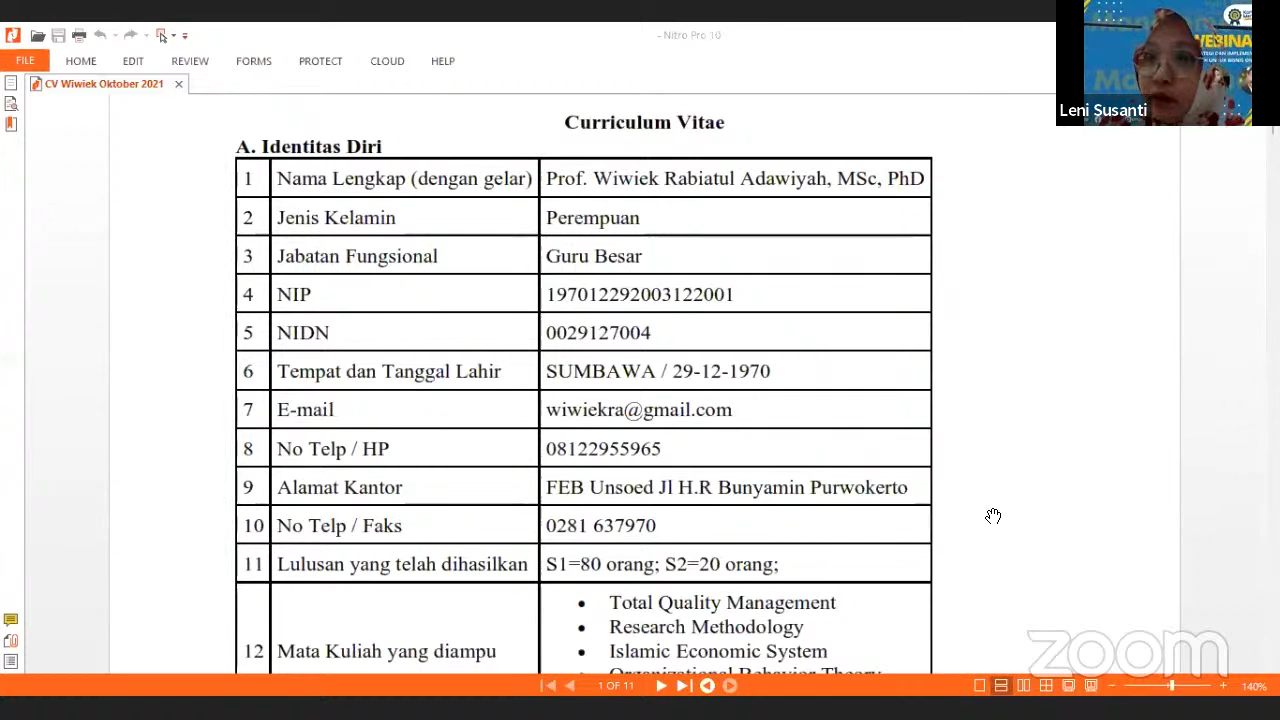 - Nitro Pro 10
FILE HOME EDIT REVIEW FORMS PROTECT CLOUD HELP
CV Wiwiek Oktober 2021
WEBINA
Leni Susanti
Curriculum Vitae
A. Identitas Diri
1 Nama Lengkap (dengan gelar) Prof. Wiwiek Rabiatul Adawiyah, MSc, PhD
2 Jenis Kelamin Perempuan
3 Jabatan Fungsional Guru Besar
4 NIP 197012292003122001
5 NIDN 0029127004
6 Tempat dan Tanggal Lahir SUMBAWA / 29-12-1970
7 E-mail wiwiekra@gmail.com
8 No Telp / HP 08122955965
9 Alamat Kantor FEB Unsoed Jl H.R Bunyamin Purwokerto
10 No Telp / Faks 0281 637970
11 Lulusan yang telah dihasilkan S1=80 orang; S2=20 orang;
12 Mata Kuliah yang diampu
• Total Quality Management
• Research Methodology
• Islamic Economic System
Organizational Behavior Theory
zoom
1 OF 11
140%